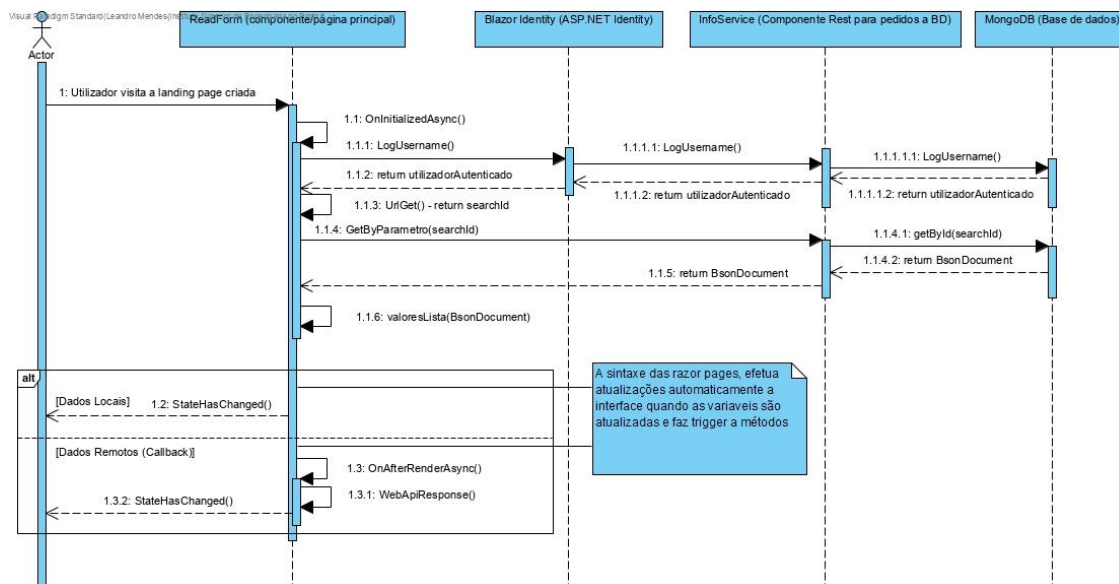 Visual Paradigm Standard(Leandro Mendes(
ReadForm (componente/página principal)
Blazor Identity (ASP.NET Identity)
InfoService (Componente Rest para pedidos a BD)
MongoDB (Base de dados)
Actor
1: Utilizador visita a landing page criada
1.1: OnInitializedAsync()
1.1.1: LogUsername()
1.1.1.1: LogUsername()
1.1.1.1.1: LogUsername()
1.1.2: return utilizadorAutenticado
1.1.1.2: return utilizadorAutenticado
1.1.1.1.2: return utilizadorAutenticado
1.1.3: UrlGet() - return searchId
1.1.4: GetByParametro(searchId)
1.1.4.1: getById(searchId)
1.1.4.2: return BsonDocument
1.1.5: return BsonDocument
1.1.6: valoresLista(BsonDocument)
alt
[Dados Locais]
1.2: StateHasChanged()
A sintaxe das razor pages, efetua
atualizações automaticamente a
interface quando as variaveis são
atualizadas e faz trigger a métodos
[Dados Remotos (Callback)]
1.3: OnAfterRenderAsync()
1.3.1: WebApiResponse()
1.3.2: StateHasChanged()